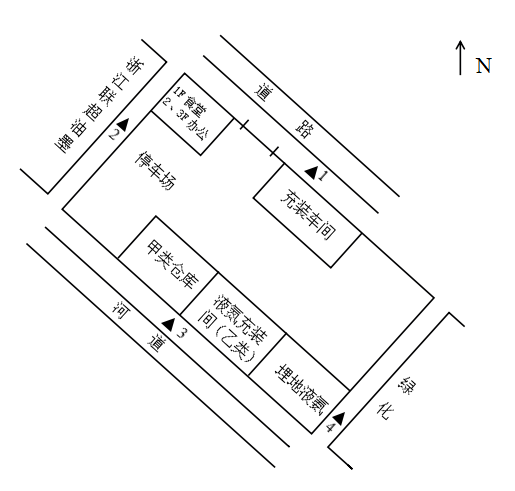 N
浙江联超油墨
道路
1F食堂
2、3F办公
2
1
停车场
充装车间
甲类仓库
液氨充装
间（乙类）
埋地液氨
河道
3
4
绿化